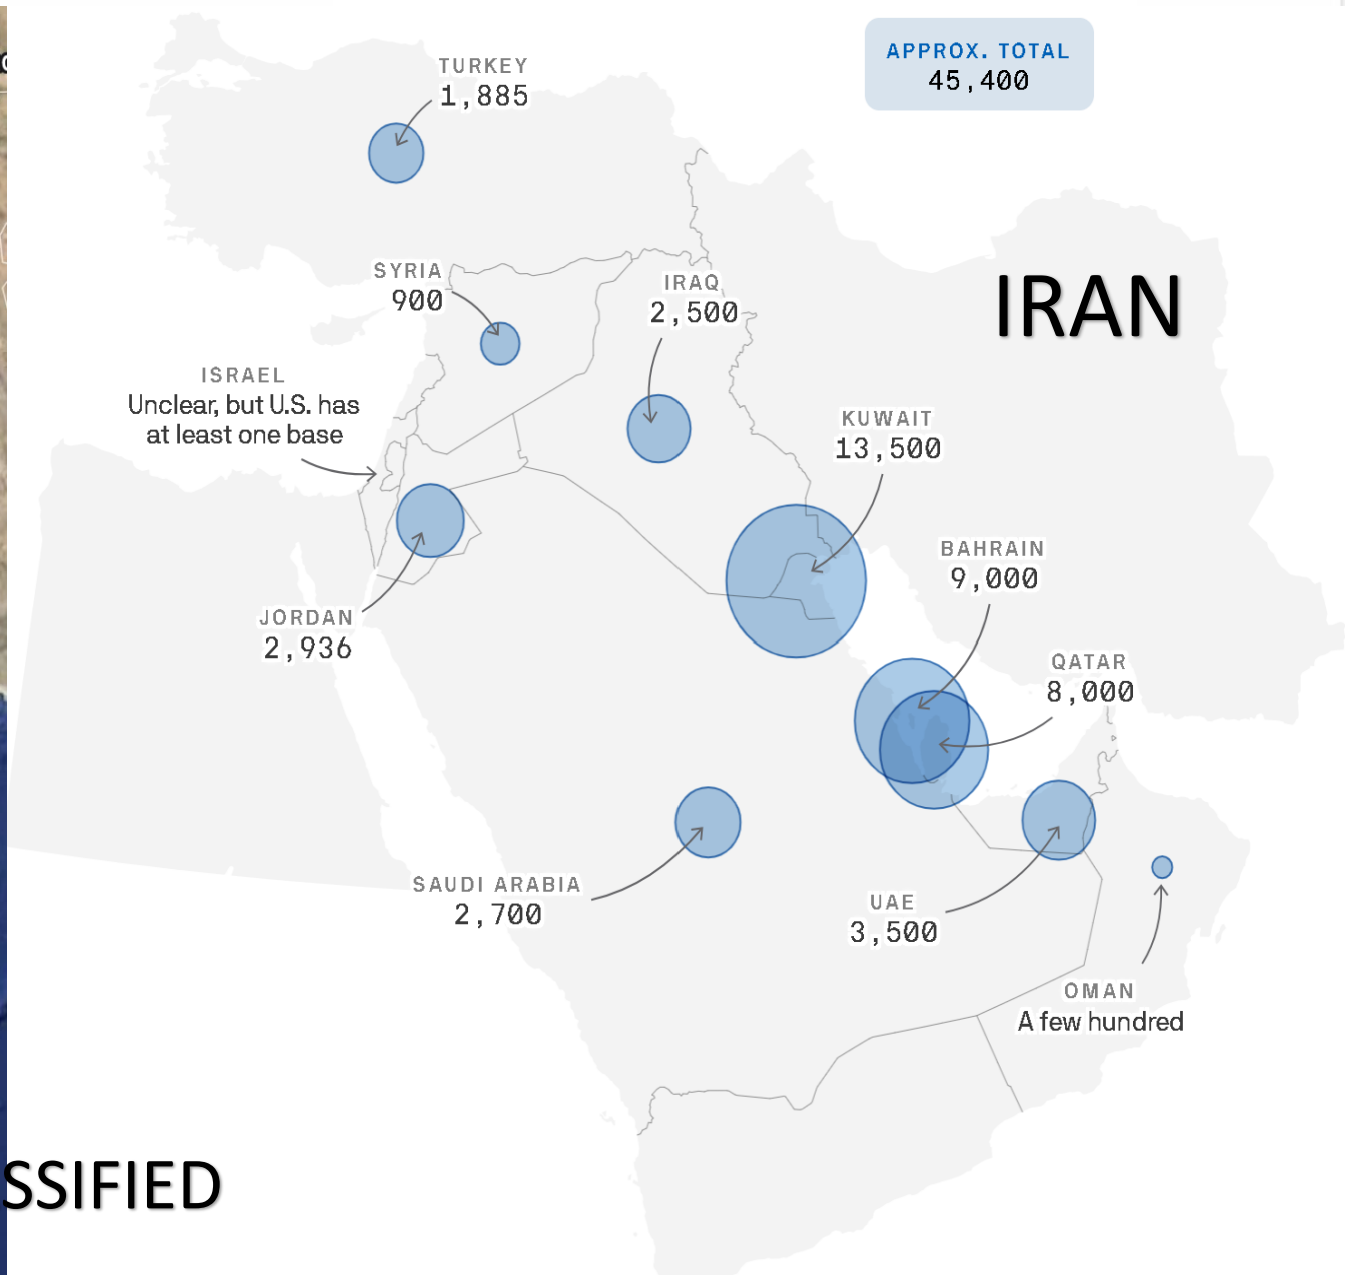 APPROX. TOTAL
45,400
TURKEY
1,885
SYRIA
900
IRAQ
2,500
IRAN
ISRAEL
Unclear, but U.S. has
at least one base
KUWAIT
13,500
BAHRAIN
9,000
JORDAN
2,936
QATAR
8,000
SAUDI ARABIA
2,700
UAE
3,500
OMAN
A few hundred
SSIFIED